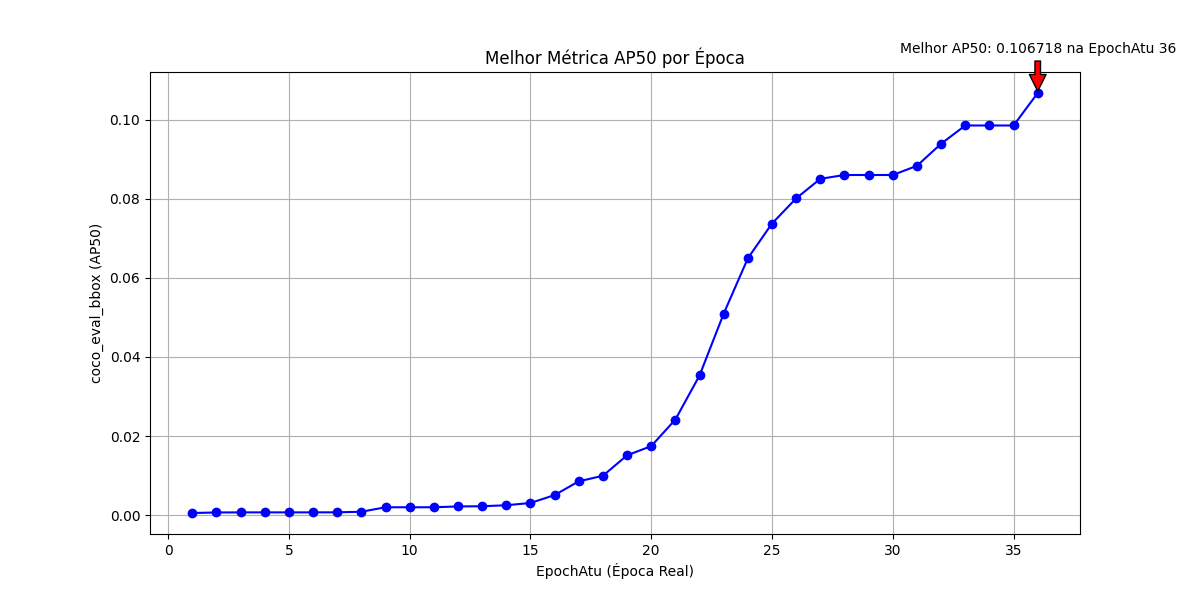 Melhor AP50: 0.106718 na EpochAtu 36
Melhor Métrica AP50 por Época
coco_eval_bbox (AP50)
0.10
0.08
0.06
0.04
0.02
0.00
0 5 10 15 20 25 30 35
EpochAtu (Época Real)